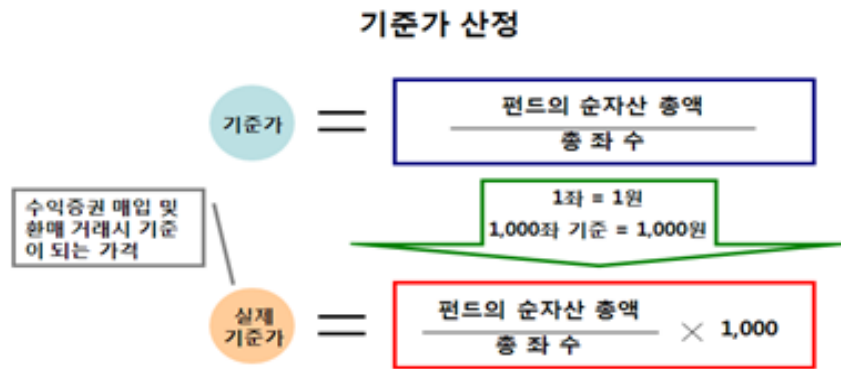 기준가 산정
기준가
=
펀드의 순자산 총액
총 좌 수
수익증권 매입 및
환매 거래시 기준
이 되는 가격
1좌 = 1원
1,000좌 기준 = 1,000원
실제
기준가
=
펀드의 순자산 총액
총 좌 수
× 1,000